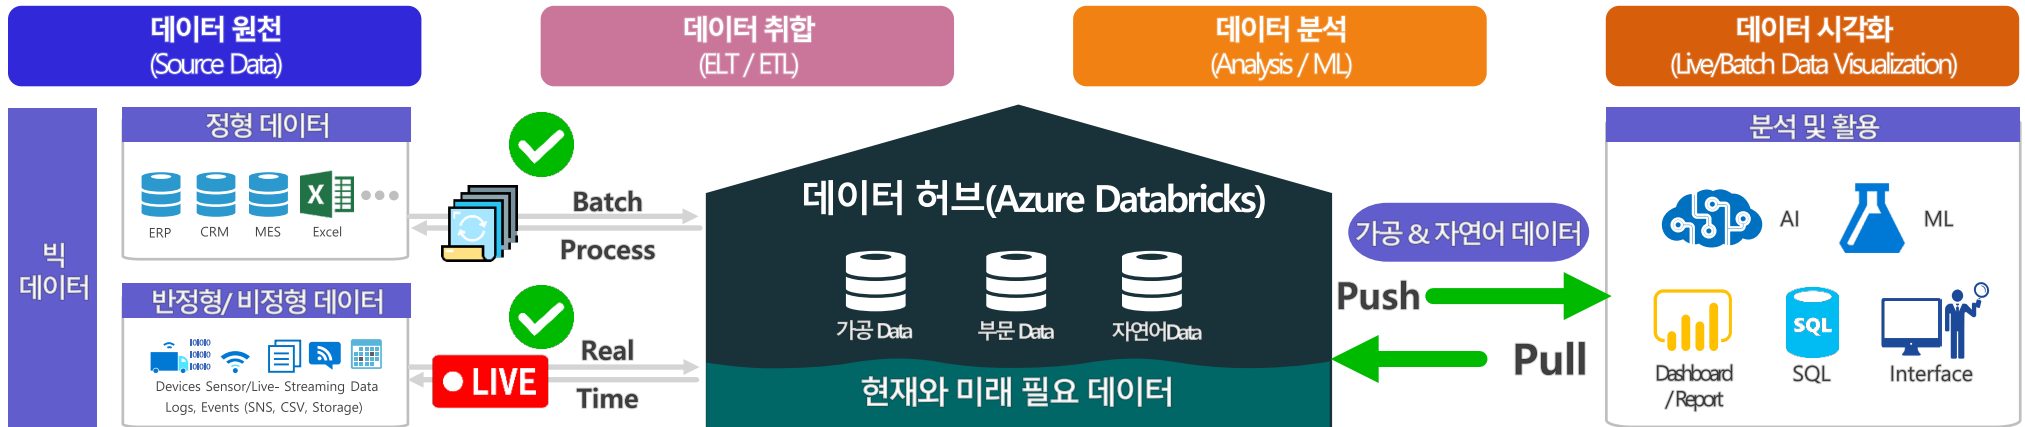 데이터 원천
(Source Data)
데이터 취합
(ELT / ETL)
데이터 분석
(Analysis / ML)
데이터 시각화
(Live/Batch Data Visualization)
빅
데이터
정형 데이터
X
ERP
CRM
MES
Excel
반정형/ 비정형 데이터
IOIOIO
IOIOIO
IOIOIO
Devices Sensor/Live- Streaming Data
Logs, Events (SNS, CSV, Storage)
Batch
Process
LIVE
Real
Time
데이터 허브(Azure Databricks)
가공 Data
부문 Data
자연어Data
현재와 미래 필요 데이터
가공 & 자연어 데이터
Push
Pull
분석 및 활용
AI
ML
Dashboard
/ Report
SQL
SQL
Interface